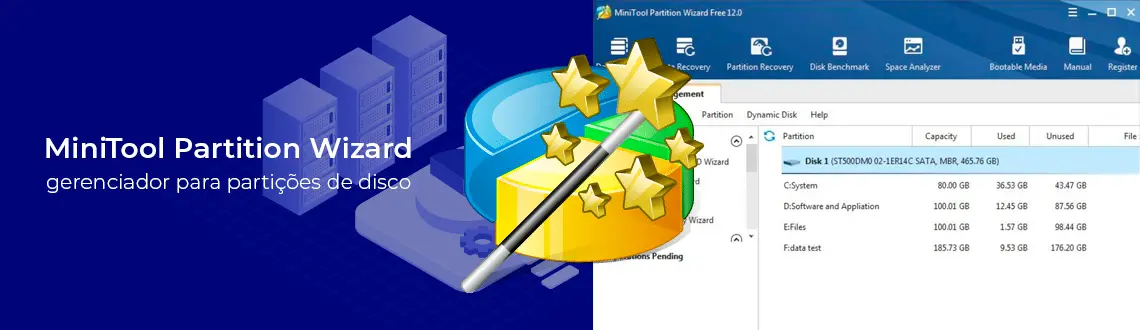 MiniTool Partition Wizard
gerenciador para partições de disco
MiniTool Partition Wizard Free 12.0
Recovery Partition Recovery Disk Benchmark Space Analyzer Bootable Media Manual Register
Partition Dynamic Disk Help
Partition Capacity Used Unused File
Disk 1 (ST500DM0 02-1ER14C SATA, MBR, 465.76 GB)
C:System 80.00 GB 36.53 GB 43.47 GB
D:Software and Appliation 100.01 GB 12.45 GB 87.56 GB
E:Files 100.01 GB 1.57 GB 98.44 GB
F:data test 185.73 GB 9.53 GB 176.20 GB
Wizard
Wizard
Pending